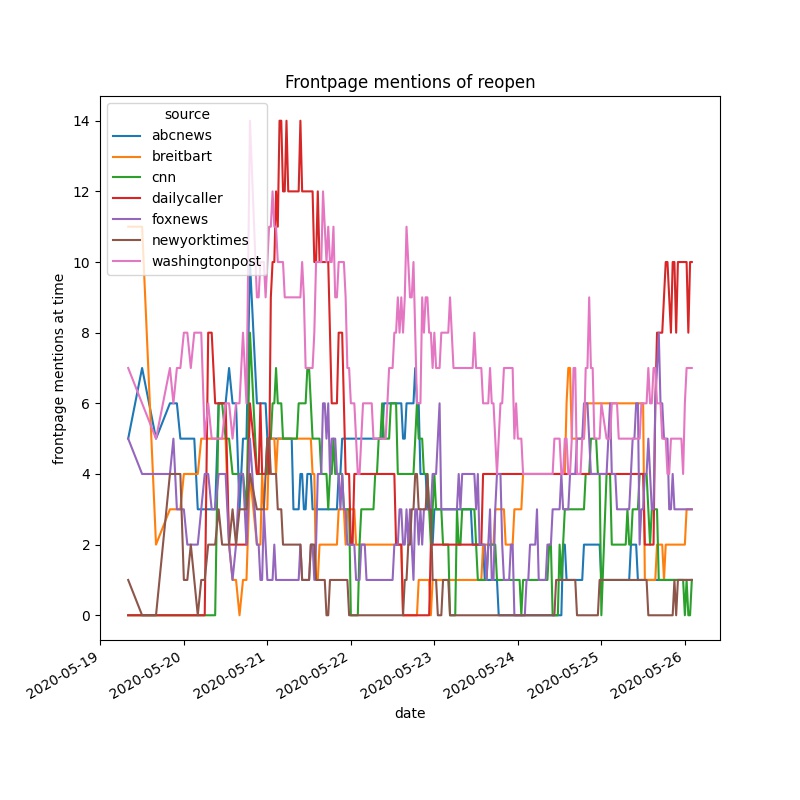 Frontpage mentions of reopen
source
abcnews
breitbart
cnn
dailycaller
foxnews
newyorktimes
washingtonpost
frontpage mentions at time
14
12
10
8
6
4
2
0
2020-05-19
2020-05-20
2020-05-21
2020-05-22
2020-05-23
2020-05-24
2020-05-25
2020-05-26
date